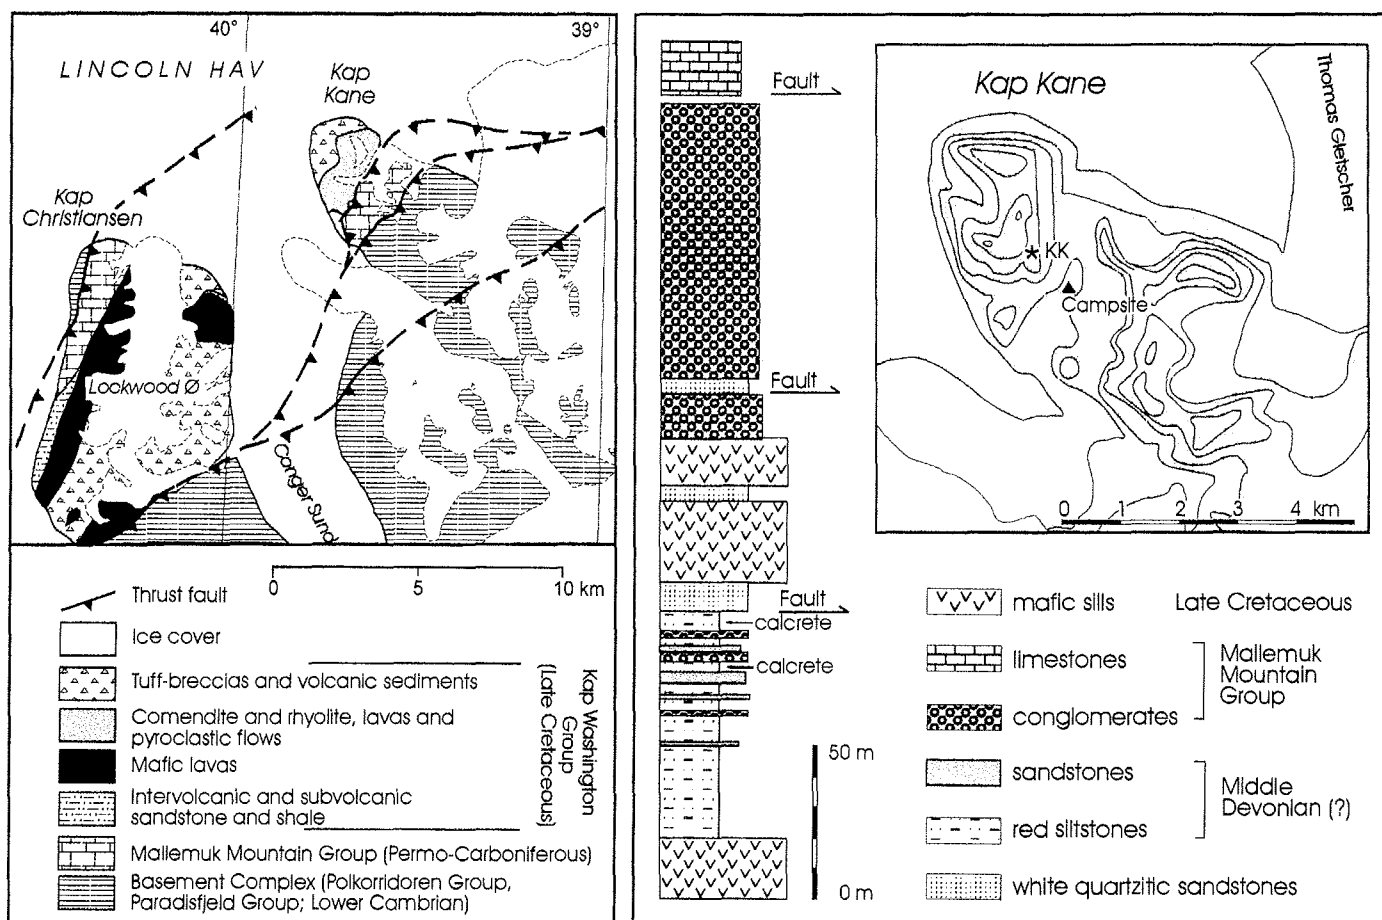 40°
39°
LINCOLN HAV
Kap
Kane
Kap
Christiansen
Lockwood Ø
Conger Sund
0 5 10 km
Thrust fault
Ice cover
Tuff-breccias and volcanic sediments
Comendite and rhyolite, lavas and
pyroclastic flows
Mafic lavas
Intervolcanic and subvolcanic
sandstone and shale
Mallemuk Mountain Group (Permo-Carboniferous)
Basement Complex (Polkorridoren Group,
Paradisfjeld Group; Lower Cambrian)
Kap Washington
Group
(Late Cretaceous)
Fault
Fault
Fault
calcrete
calcrete
50 m
0 m
Kap Kane
Thomas Gletscher
KK
Campsite
0 1 2 3 4 km
mafic sills Late Cretaceous
limestones
conglomerates
Mallemuk
Mountain
Group
sandstones
red siltstones
Middle
Devonian (?)
white quartzitic sandstones